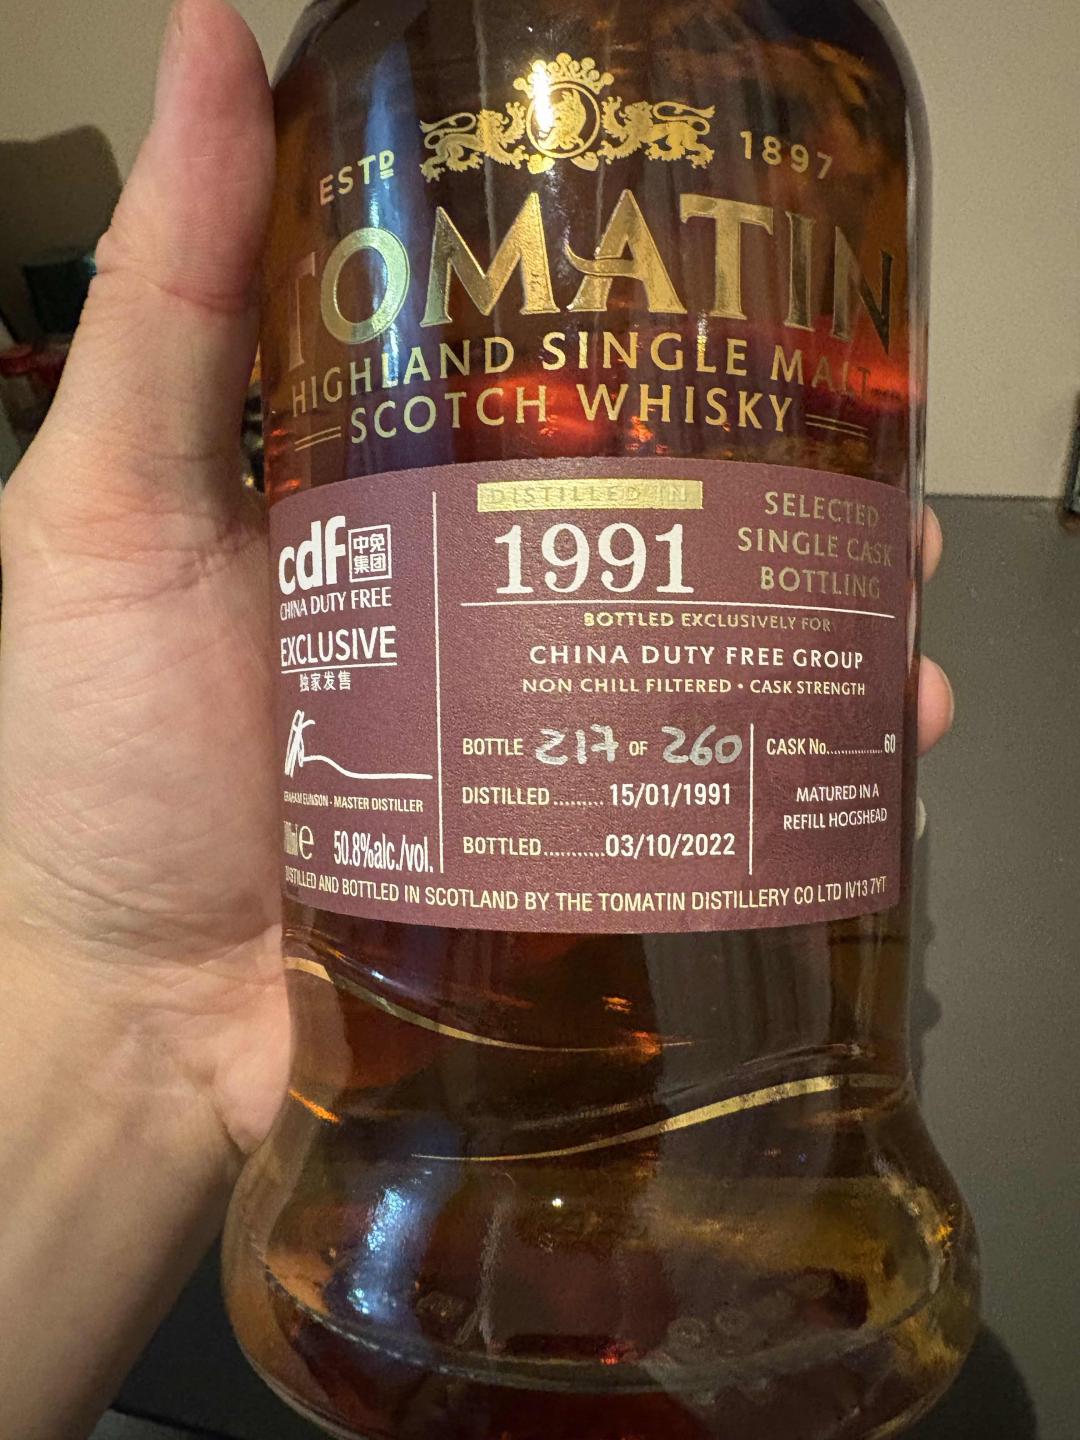 ESTD 1897
TOMATIN
HIGHLAND SINGLE MALT
SCOTCH WHISKY
cdf 中免
集团
CHINA DUTY FREE
EXCLUSIVE
独家发售
GRAHAM EUNSON - MASTER DISTILLER
50.8%alc./vol.
DISTILLED IN
1991
SELECTED
SINGLE CASK
BOTTLING
BOTTLED EXCLUSIVELY FOR
CHINA DUTY FREE GROUP
NON CHILL FILTERED • CASK STRENGTH
BOTTLE 217 OF 260
DISTILLED......... 15/01/1991
BOTTLED...........03/10/2022
CASK No...............60
MATURED IN A
REFILL HOGSHEAD
DISTILLED AND BOTTLED IN SCOTLAND BY THE TOMATIN DISTILLERY CO LTD IV13 7YT